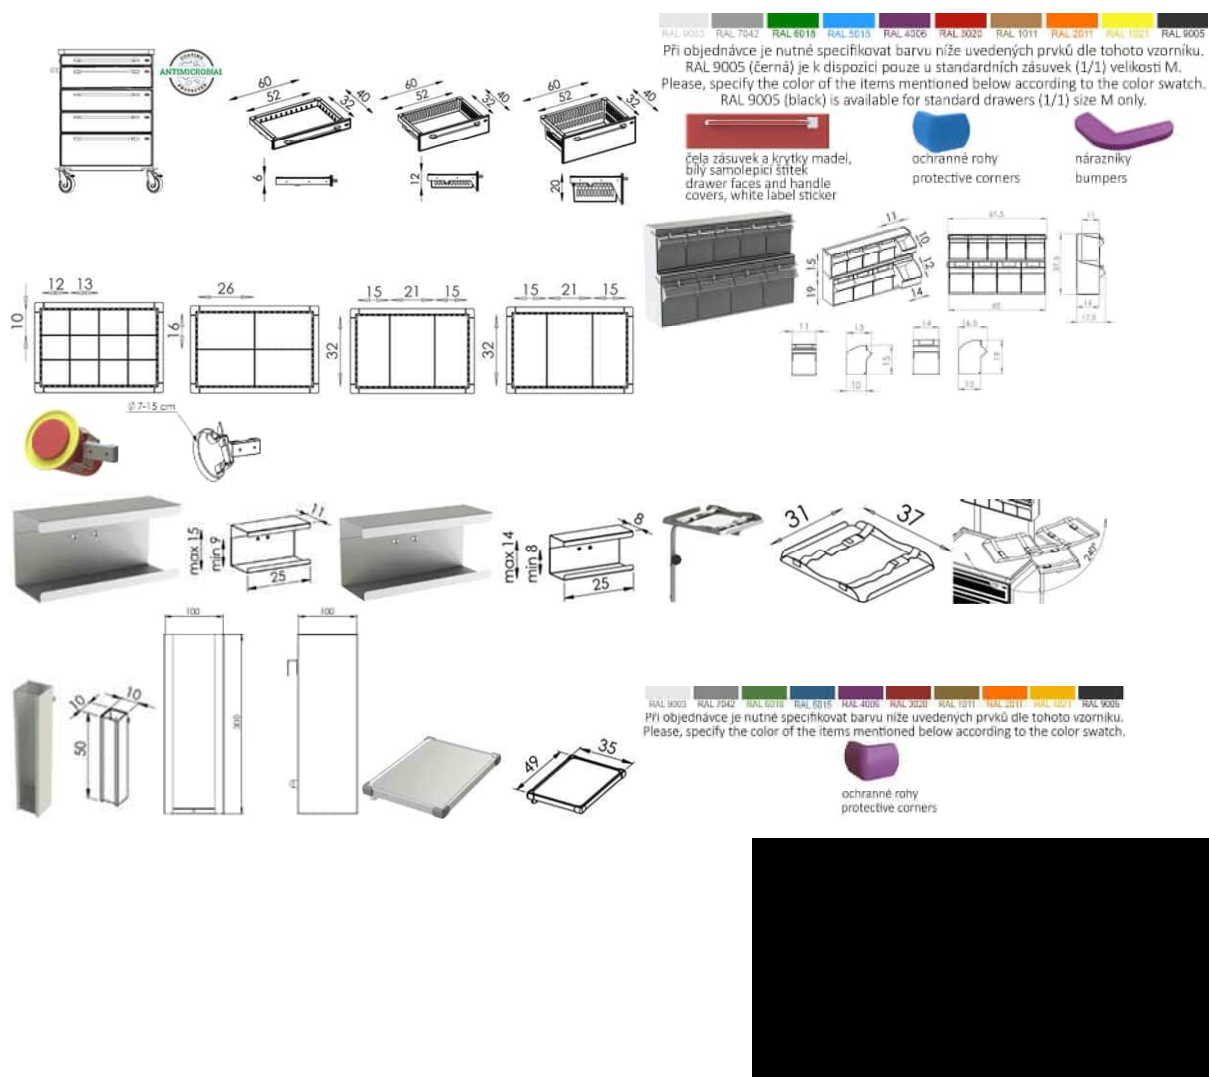 RAL 9003 RAL 7042 RAL 6018 RAL 5015 RAL 4006 RAL 3020 RAL 1011 RAL 2011 RAL 1021 RAL 9005
Při objednávce je nutné specifikovat barvu níže uvedených prvků dle tohoto vzorníku.
RAL 9005 (černá) je k dispozici pouze u standardních zásuvek (1/1) velikosti M.
Please, specify the color of the items mentioned below according to the color swatch.
RAL 9005 (black) is available for standard drawers (1/1) size M only.
ANTIMICROBIAL
60 52 32 40
60 52 32 40
60 52 32 40
6
12
20
čela zásuvek a krytky madel,
bílý samolepicí štítek
drawer faces and handle
covers, white label sticker
ochranné rohy
protective corners
nárazníky
bumpers
11
10
15
12
19
14
12 13
10
26
16
15 21 15
32
15 21 15
32
11 13 14 16.5
15
10 13
Ø 7-15 cm
max 15
min 9
11
25
max 14
min 8
8
25
31 37
100
100
10 10
50
300
49 35
RAL 9003 RAL 7042 RAL 6018 RAL 5015 RAL 4006 RAL 3020 RAL 1011 RAL 2011 RAL 1021 RAL 9005
Při objednávce je nutné specifikovat barvu níže uvedených prvků dle tohoto vzorníku.
Please, specify the color of the items mentioned below according to the color swatch.
ochranné rohy
protective corners